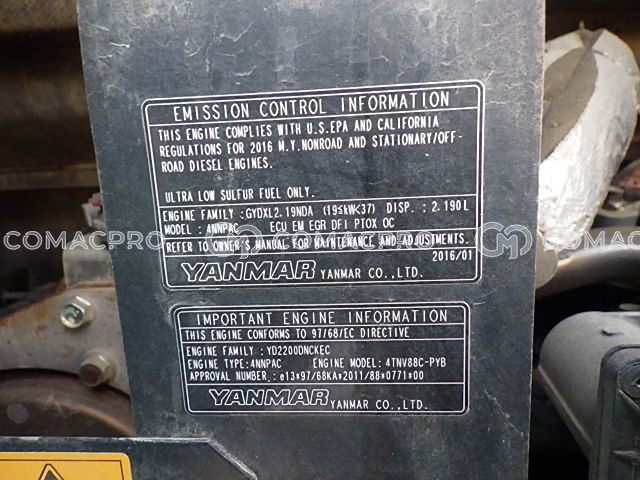 EMISSION CONTROL INFORMATION
THIS ENGINE COMPLIES WITH U.S.EPA AND CALIFORNIA
REGULATIONS FOR 2016 M.Y.NONROAD AND STATIONARY/OFF-
ROAD DIESEL ENGINES.
ULTRA LOW SULFUR FUEL ONLY.
ENGINE FAMILY :GYDXL2.19NDA (19≤kW<37) DISP. : 2.190L
MODEL : 4NNPAC ECU EM EGR DFI PTOX OC
REFER TO OWNER'S MANUAL FOR MAINTENANCE AND ADJUSTMENTS.
2016/01
YANMAR YANMAR CO.,LTD.
COMACPRO
COMACPRO
IMPORTANT ENGINE INFORMATION
THIS ENGINE CONFORMS TO 97/68/EC DIRECTIVE
ENGINE FAMILY : YD2200DNCKEC
ENGINE TYPE:4NNPAC ENGINE MODEL: 4TNV88C-PYB
APPROVAL NUMBER. :e13*97/68KA*2011/88*0771*00
YANMAR YANMAR CO.,LTD.